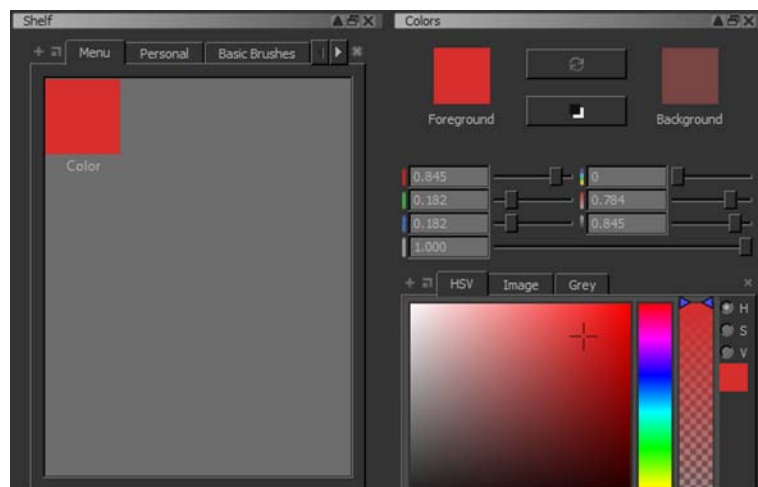 Shelf
Menu Personal Basic Brushes
Color
Colors
Foreground
Background
0.845 0
0.182 0.784
0.182 0.845
1.000
HSV Image Grey
H
S
V